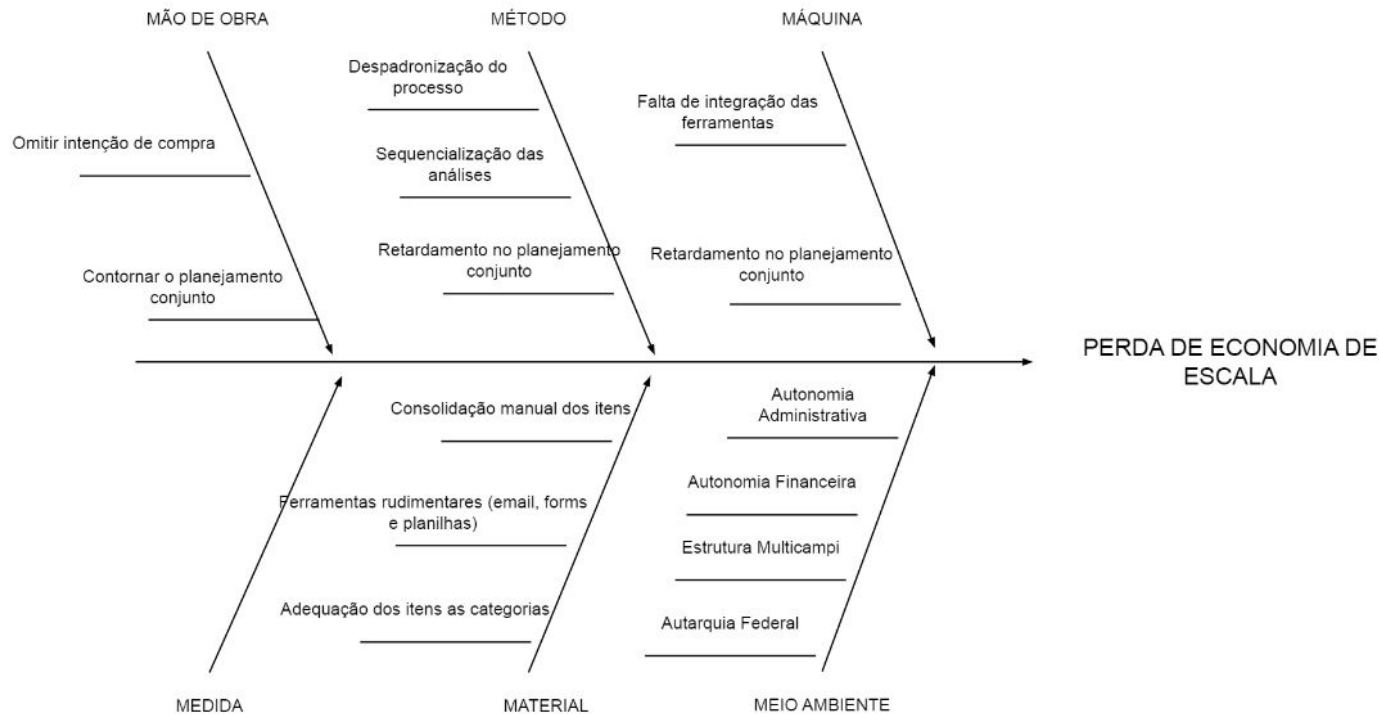 MÃO DE OBRA
MÉTODO
MÁQUINA
Despadronização do
processo
Falta de integração das
ferramentas
Omitir intenção de compra
Sequencialização das
análises
Retardamento no planejamento
conjunto
Retardamento no planejamento
conjunto
Contornar o planejamento
conjunto
PERDA DE ECONOMIA DE
ESCALA
Consolidação manual dos itens
Autonomia
Administrativa
Ferramentas rudimentares (email, forms
e planilhas)
Autonomia Financeira
Estrutura Multicampi
Adequação dos itens as categorias
Autarquia Federal
MEDIDA
MATERIAL
MEIO AMBIENTE